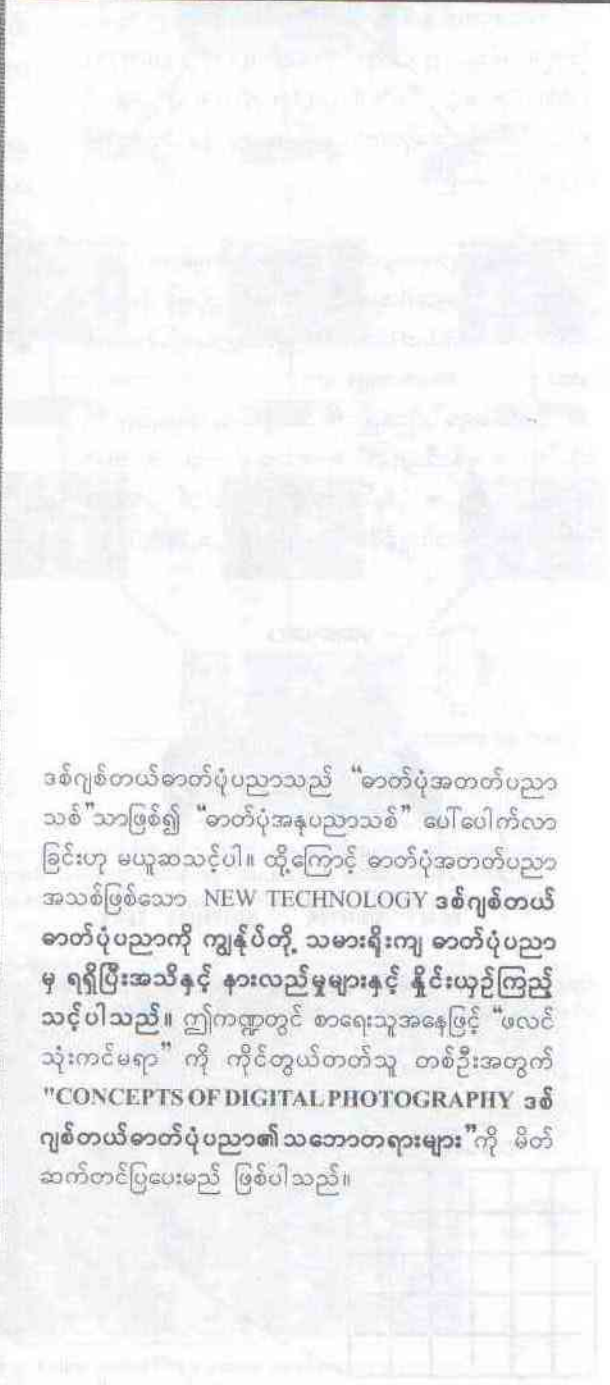 ဒစ်ဂျစ်တယ်ဓာတ်ပုံပညာသည် “ဓာတ်ပုံအတတ်ပညာ
သစ်”သာဖြစ်၍ “ဓာတ်ပုံအနုပညာသစ်” ပေါ်ပေါက်လာ
ခြင်းဟု မယူဆသင့်ပါ။ ထို့ကြောင့် ဓာတ်ပုံအတတ်ပညာ
အသစ်ဖြစ်သော NEW TECHNOLOGY ဒစ်ဂျစ်တယ်
ဓာတ်ပုံပညာကို ကျွန်ုပ်တို့ သမားရိုးကျ ဓာတ်ပုံပညာ
မှ ရရှိပြီးအသိနှင့် နားလည်မှုများနှင့် နှိုင်းယှဉ်ကြည့်
သင့်ပါသည်။ ဤကဏ္ဍတွင် စာရေးသူအနေဖြင့် “ဖလင်
သုံးကင်မရာ” ကို ကိုင်တွယ်တတ်သူ တစ်ဦးအတွက်
"CONCEPTS OF DIGITAL PHOTOGRAPHY ဒစ်
ဂျစ်တယ်ဓာတ်ပုံပညာ၏ သဘောတရားများ”ကို မိတ်
ဆက်တင်ပြပေးမည် ဖြစ်ပါသည်။